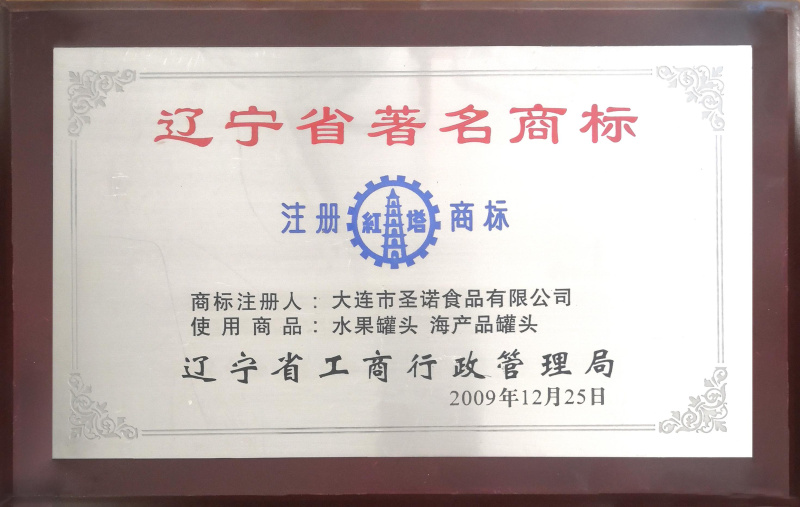 辽宁省著名商标
注册 紅塔 商标
商标注册人：大连市圣诺食品有限公司
使用商品：水果罐头 海产品罐头
辽宁省工商行政管理局
2009年12月25日